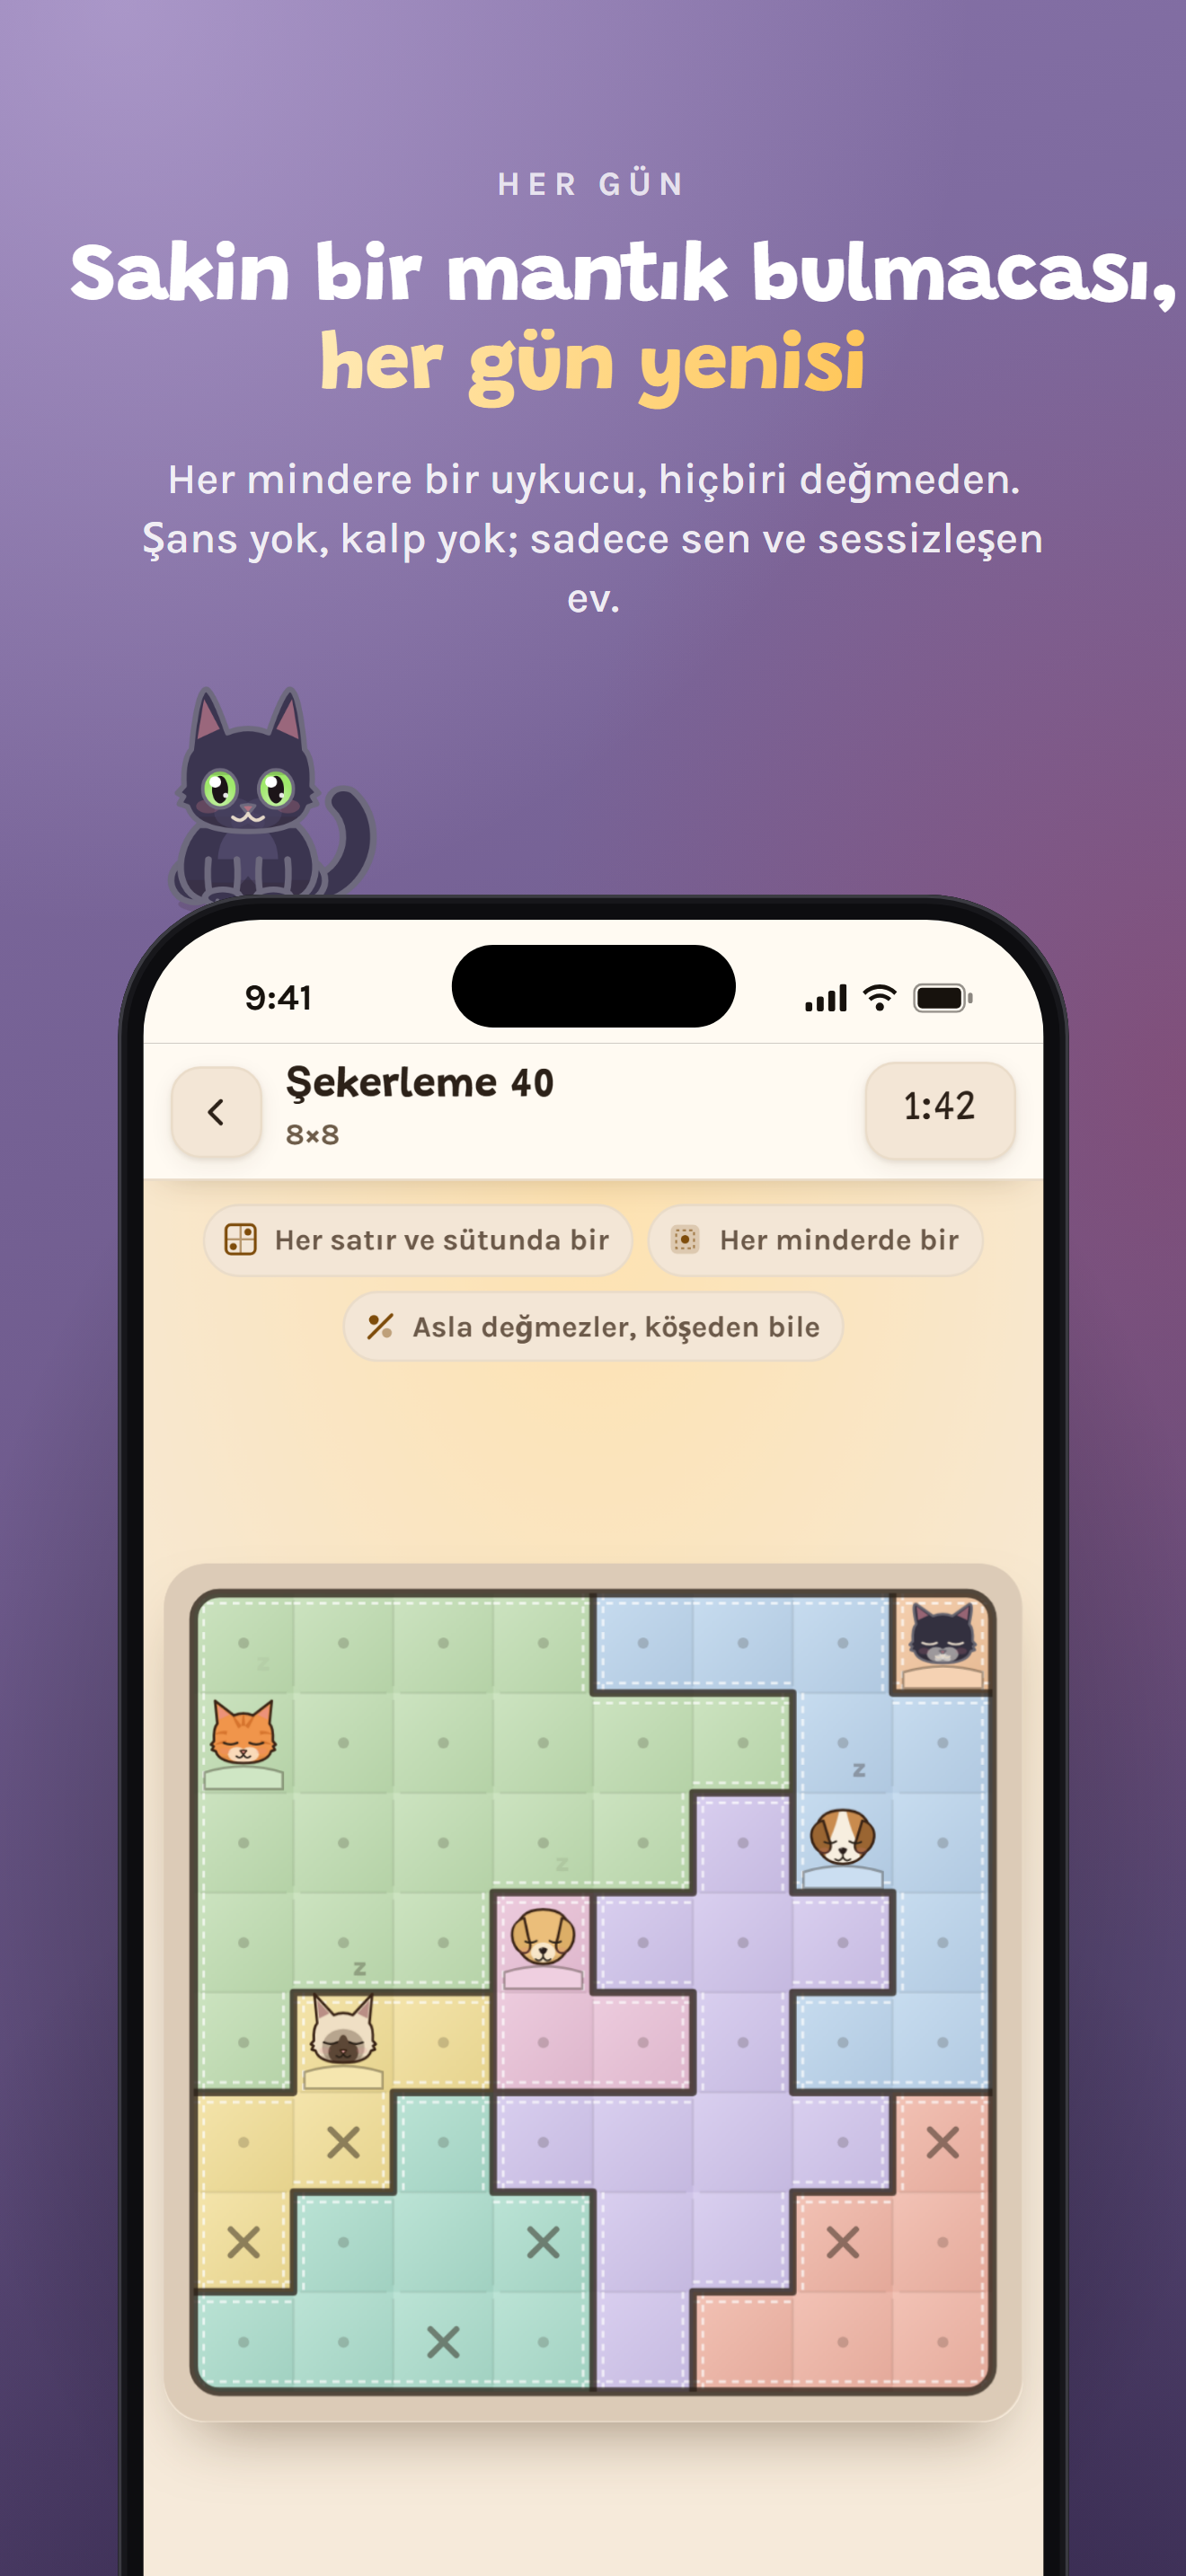 HER GÜN
Sakin bir mantık bulmacası,
her gün yenisi
Her mindere bir uykucu, hiçbiri değmeden.
Şans yok, kalp yok; sadece sen ve sessizleşen
ev.
9:41
Şekerleme 40
8×8
1:42
Her satır ve sütunda bir
Her minderde bir
Asla değmezler, köşeden bile
z
z
z
z